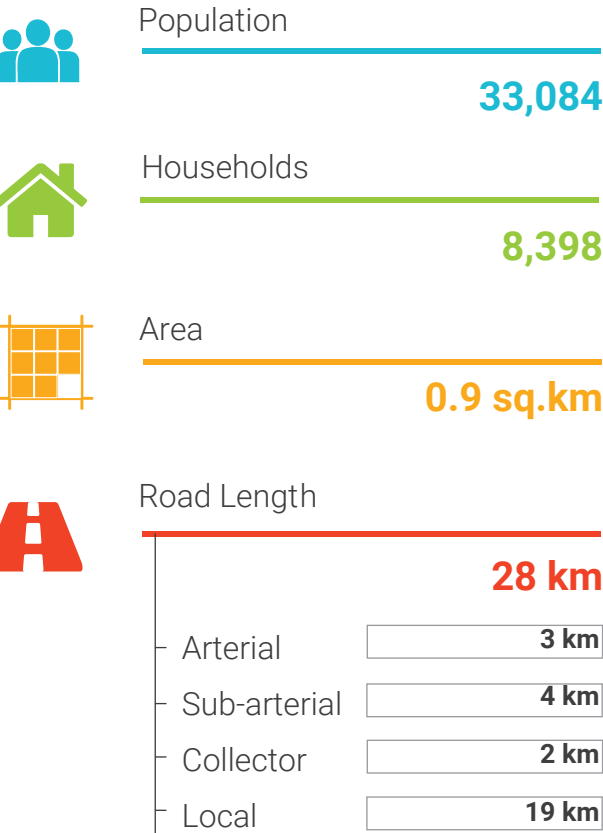 Population
33,084
Households
8,398
Area
0.9 sq.km
Road Length
28 km
Arterial 3 km
Sub-arterial 4 km
Collector 2 km
Local 19 km